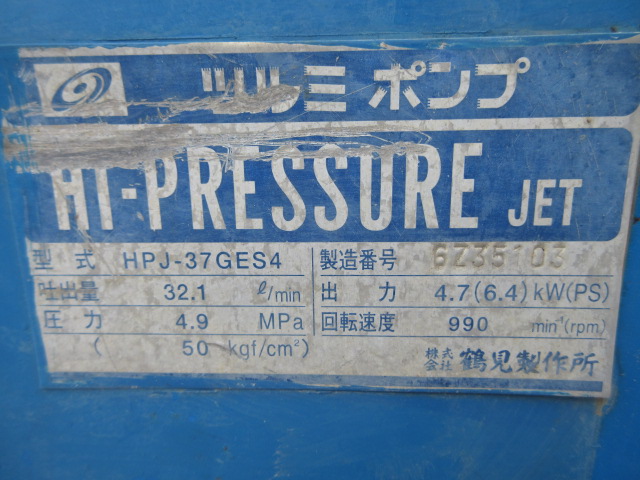 ツルミポンプ
HI-PRESSURE JET
型式 HPJ-37GES4 製造番号 6Z35103
吐出量 32.1 ℓ/min 出力 4.7(6.4)kW(PS)
圧力 4.9 MPa 回転速度 990 min⁻¹(rpm)
( 50 kgf/cm²)
株式会社 鶴見製作所